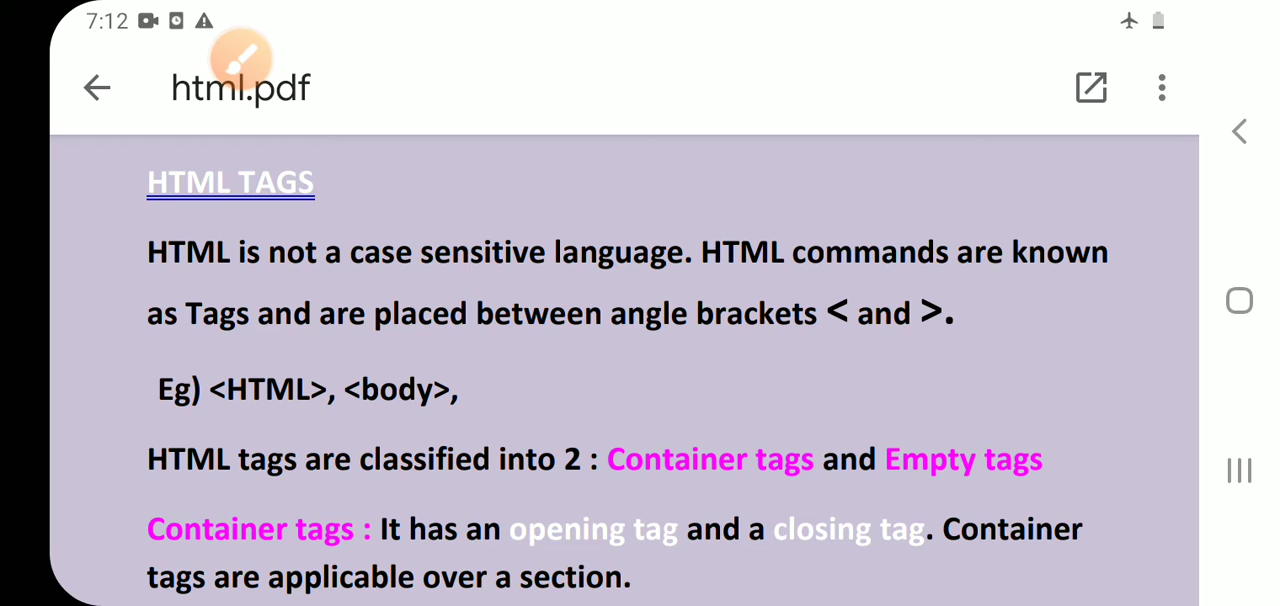 7:12
html.pdf
HTML TAGS
HTML is not a case sensitive language. HTML commands are known
as Tags and are placed between angle brackets < and >.
Eg) <HTML>, <body>,
HTML tags are classified into 2 : Container tags and Empty tags
Container tags : It has an opening tag and a closing tag. Container
tags are applicable over a section.